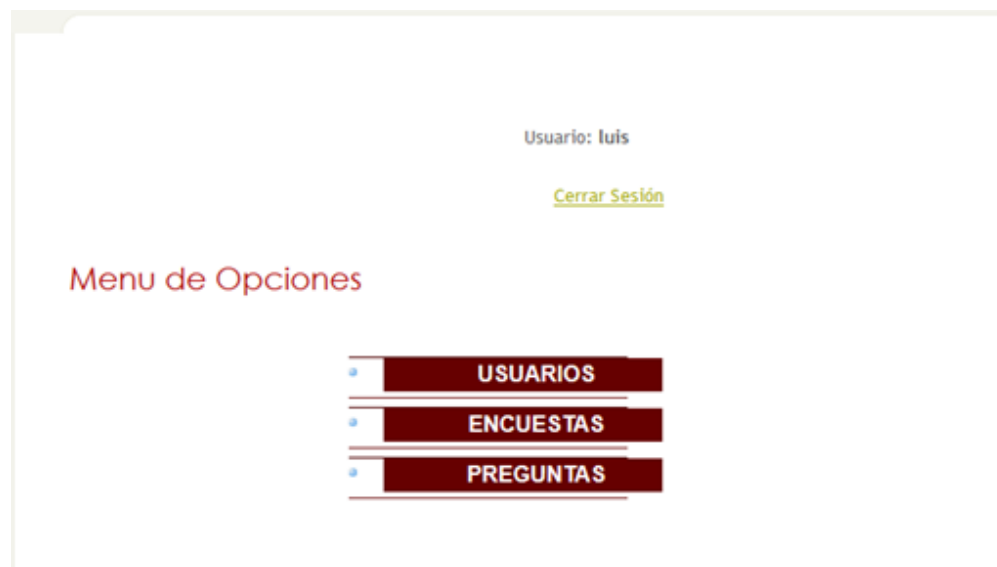 Usuario: luis
Cerrar Sesión
Menu de Opciones
USUARIOS
ENCUESTAS
PREGUNTAS